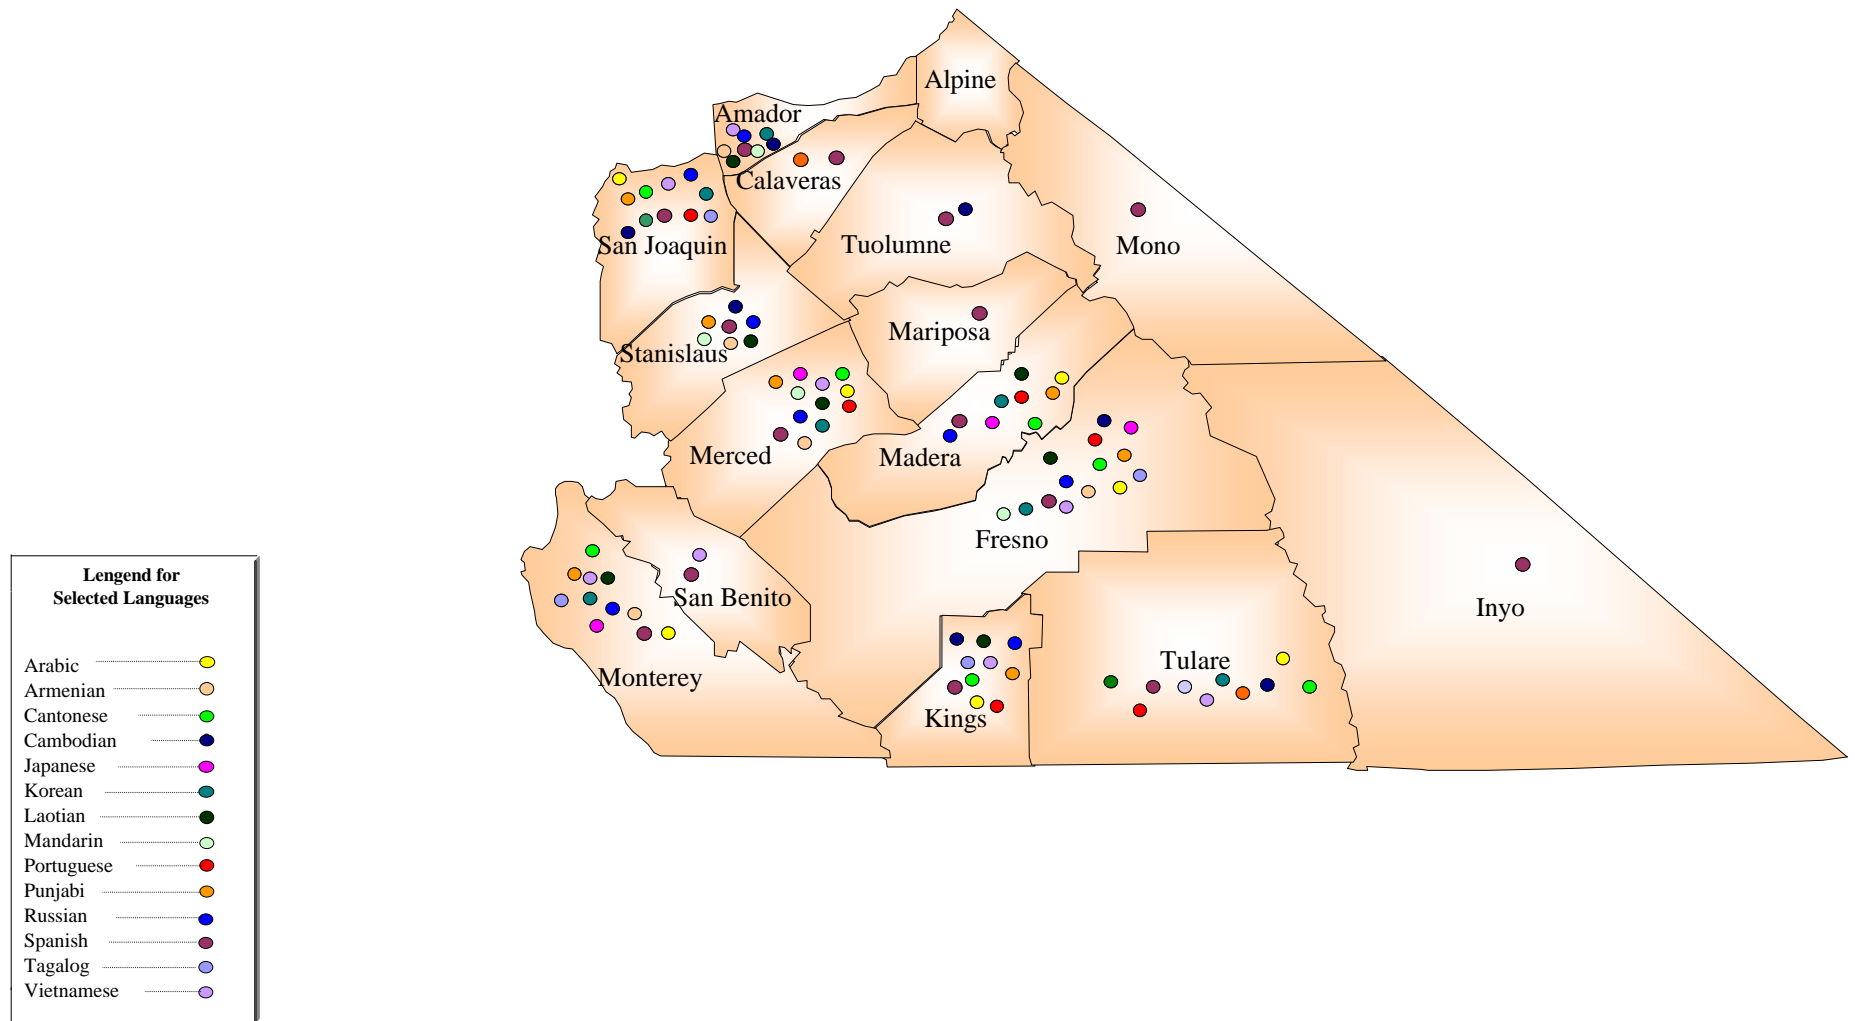 Alpine
Amador
Calaveras
San Joaquin
Tuolumne
Mono
Mariposa
Stanislaus
Merced
Madera
Fresno
San Benito
Inyo
Monterey
Tulare
Kings
Lengend for
Selected Languages
Arabic
Armenian
Cantonese
Cambodian
Japanese
Korean
Laotian
Mandarin
Portuguese
Punjabi
Russian
Spanish
Tagalog
Vietnamese